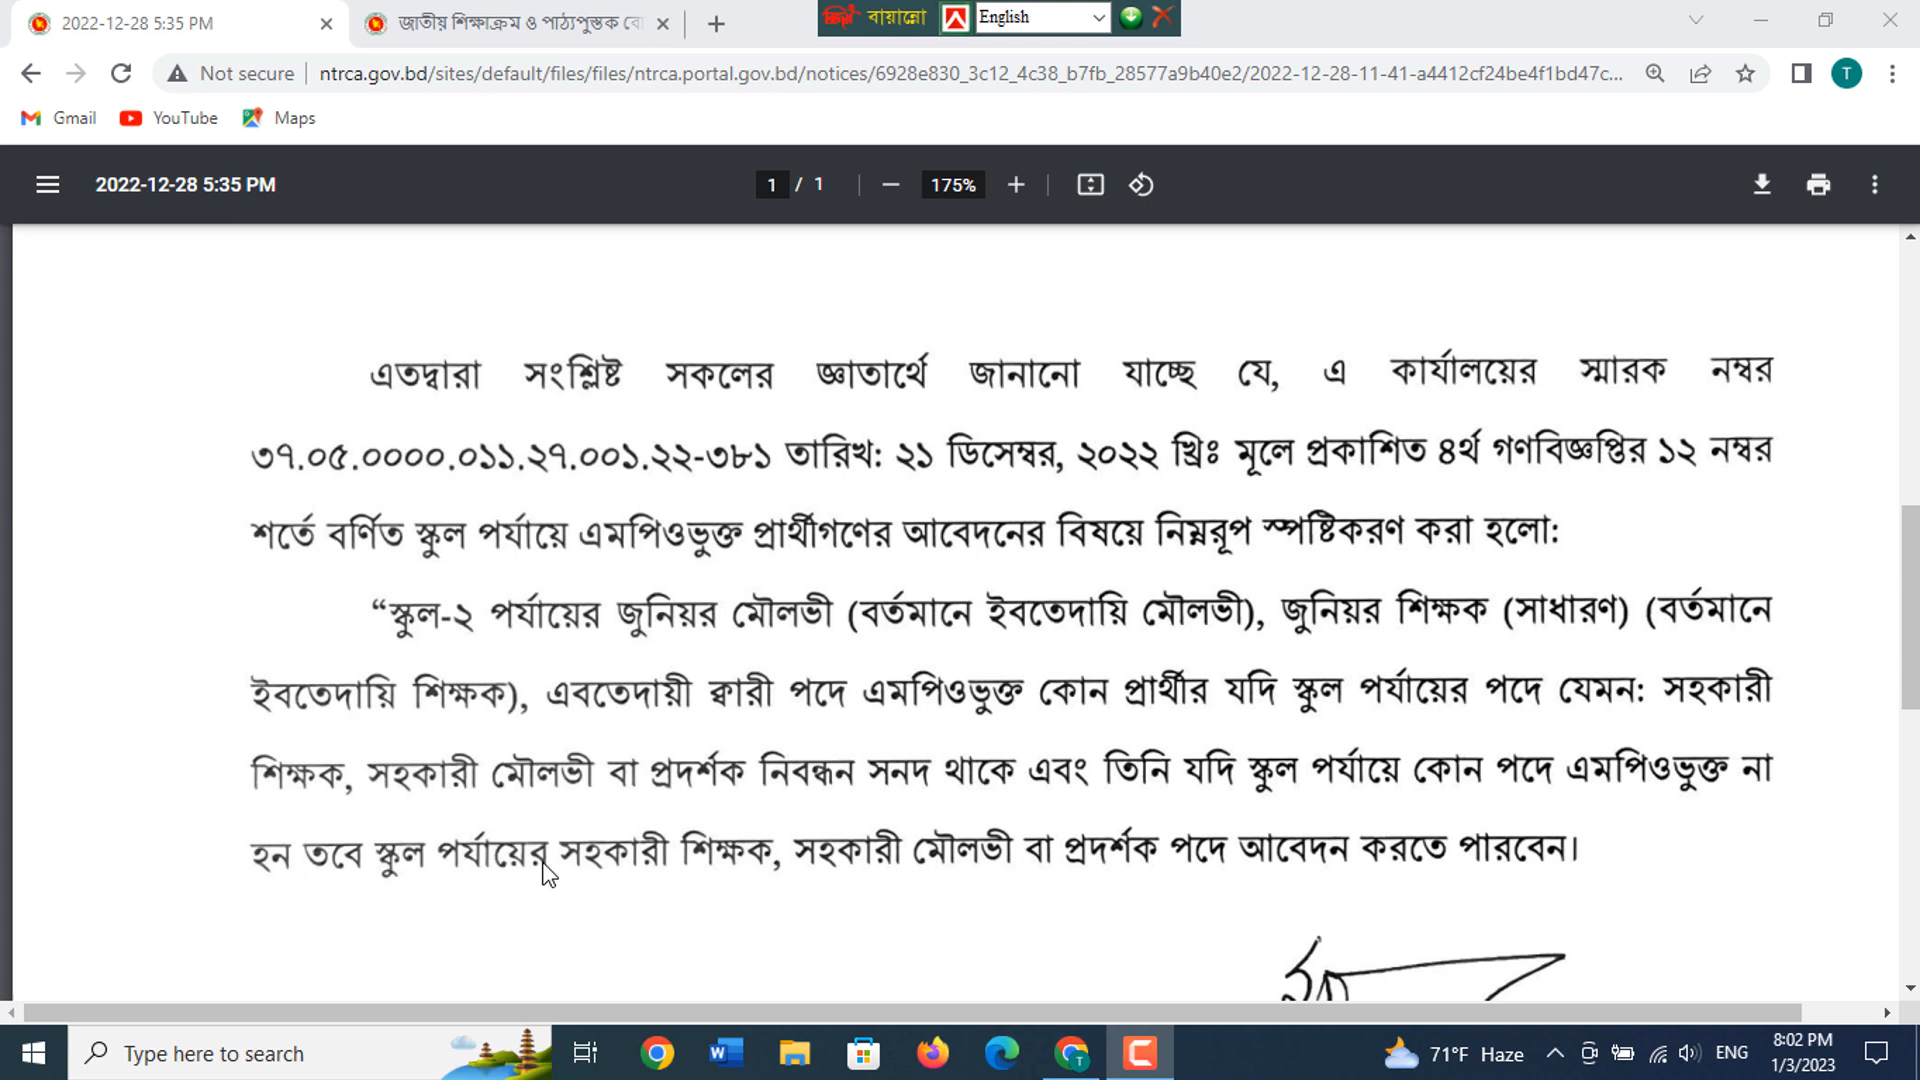 2022-12-28 5:35 PM
জাতীয় শিক্ষাক্রম ও পাঠ্যপুস্তক বো
বায়ান্নো
English
Not secure
ntrca.gov.bd/sites/default/files/files/ntrca.portal.gov.bd/notices/6928e830_3c12_4c38_b7fb_28577a9b40e2/2022-12-28-11-41-a4412cf24be4f1bd47c...
T
Gmail
YouTube
Maps
2022-12-28 5:35 PM
1 / 1
175%
এতদ্বারা সংশ্লিষ্ট সকলের জ্ঞাতার্থে জানানো যাচ্ছে যে, এ কার্যালয়ের স্মারক নম্বর
৩৭.০৫.০০০০.০১১.২৭.০০১.২২-৩৮১ তারিখ: ২১ ডিসেম্বর, ২০২২ খ্রিঃ মূলে প্রকাশিত ৪র্থ গণবিজ্ঞপ্তির ১২ নম্বর
শর্তে বর্ণিত স্কুল পর্যায়ে এমপিওভুক্ত প্রার্থীগণের আবেদনের বিষয়ে নিম্নরূপ স্পষ্টিকরণ করা হলো:
“স্কুল-২ পর্যায়ের জুনিয়র মৌলভী (বর্তমানে ইবতেদায়ি মৌলভী), জুনিয়র শিক্ষক (সাধারণ) (বর্তমানে
ইবতেদায়ি শিক্ষক), এবতেদায়ী ক্বারী পদে এমপিওভুক্ত কোন প্রার্থীর যদি স্কুল পর্যায়ের পদে যেমন: সহকারী
শিক্ষক, সহকারী মৌলভী বা প্রদর্শক নিবন্ধন সনদ থাকে এবং তিনি যদি স্কুল পর্যায়ে কোন পদে এমপিওভুক্ত না
হন তবে স্কুল পর্যায়ের সহকারী শিক্ষক, সহকারী মৌলভী বা প্রদর্শক পদে আবেদন করতে পারবেন।
Type here to search
71°F Haze
ENG
8:02 PM
1/3/2023